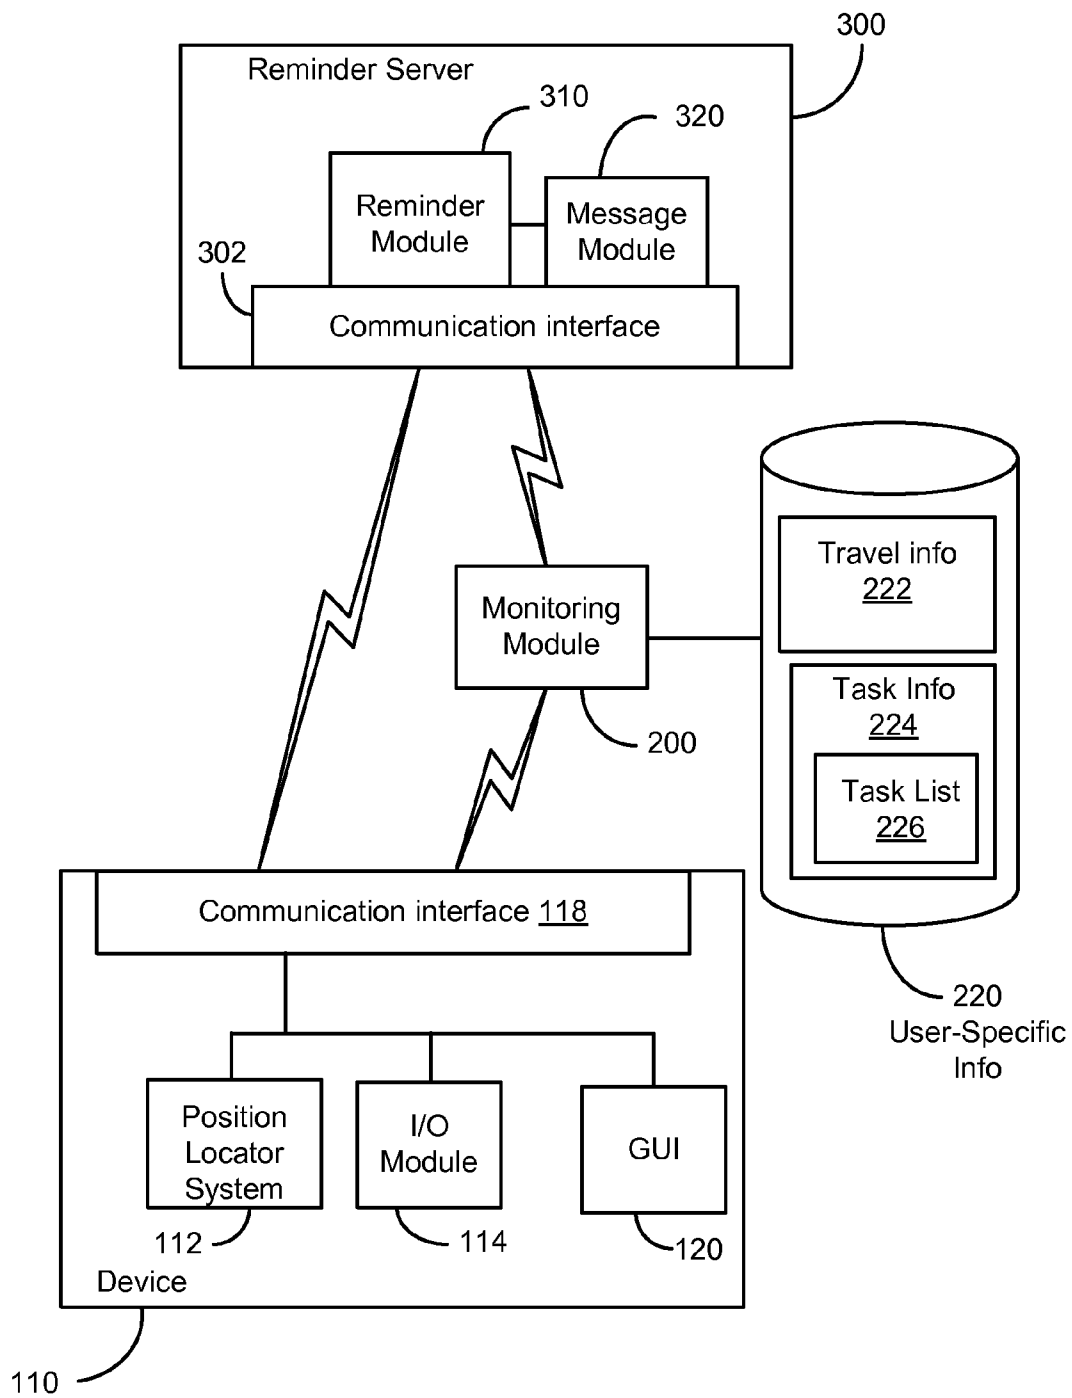 300
Reminder Server
310
320
Reminder
Module
Message
Module
302
Communication interface
Travel info
222
Monitoring
Module
Task Info
224
200
Task List
226
Communication interface 118
220
User-Specific
Info
Position
Locator
System
I/O
Module
GUI
112
114
120
Device
110